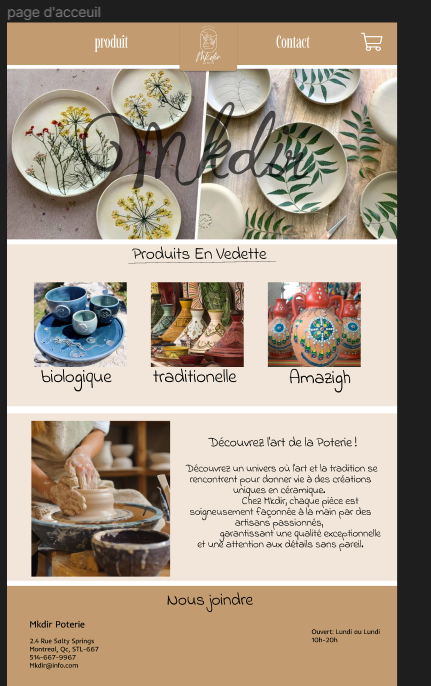 page d'acceuil
produit
Mkdir
Contact
Mkdir
Produits En Vedette
biologique
traditionelle
Amazigh
Découvrez l'art de la Poterie !
Découvrez un univers où l'art et la tradition se
rencontrent pour donner vie à des créations
uniques en céramique.
Chez Mkdir, chaque pièce est
soigneusement façonnée à la main par des
artisans passionnés,
garantissant une qualité exceptionnelle
et une attention aux détails sans pareil.
Nous joindre
Mkdir Poterie
2.4 Rue Salty Springs
Montreal, Qc, STL-667
514-667-9967
Mkdir@info.com
Ouvert: Lundi au Lundi
10h-20h